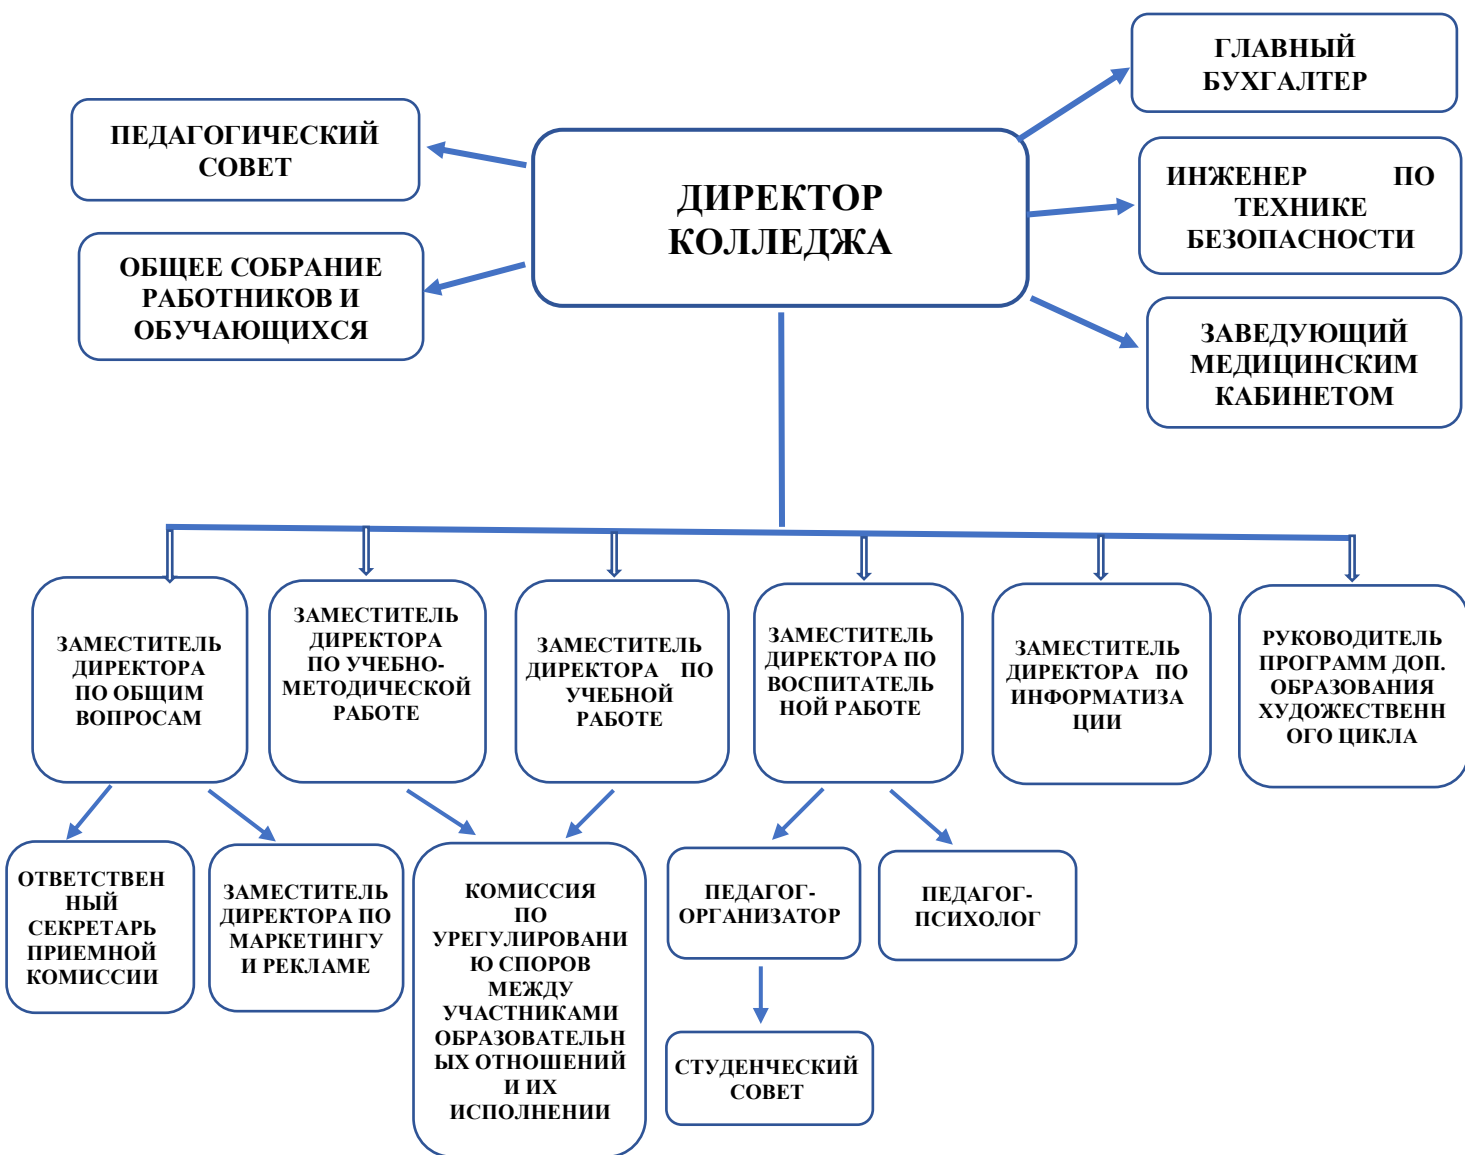 ГЛАВНЫЙ
БУХГАЛТЕР
ПЕДАГОГИЧЕСКИЙ
СОВЕТ
ДИРЕКТОР
КОЛЛЕДЖА
ИНЖЕНЕР ПО
ТЕХНИКЕ
БЕЗОПАСНОСТИ
ОБЩЕЕ СОБРАНИЕ
РАБОТНИКОВ И
ОБУЧАЮЩИХСЯ
ЗАВЕДУЮЩИЙ
МЕДИЦИНСКИМ
КАБИНЕТОМ
ЗАМЕСТИТЕЛЬ
ДИРЕКТОРА
ПО ОБЩИМ
ВОПРОСАМ
ЗАМЕСТИТЕЛЬ
ДИРЕКТОРА
ПО УЧЕБНО-
МЕТОДИЧЕСКОЙ
РАБОТЕ
ЗАМЕСТИТЕЛЬ
ДИРЕКТОРА ПО
УЧЕБНОЙ
РАБОТЕ
ЗАМЕСТИТЕЛЬ
ДИРЕКТОРА ПО
ВОСПИТАТЕЛЬ
НОЙ РАБОТЕ
ЗАМЕСТИТЕЛЬ
ДИРЕКТОРА ПО
ИНФОРМАТИЗА
ЦИИ
РУКОВОДИТЕЛЬ
ПРОГРАММ ДОП.
ОБРАЗОВАНИЯ
ХУДОЖЕСТВЕНН
ОГО ЦИКЛА
ОТВЕТСТВЕН
НЫЙ
СЕКРЕТАРЬ
ПРИЕМНОЙ
КОМИССИИ
ЗАМЕСТИТЕЛЬ
ДИРЕКТОРА ПО
МАРКЕТИНГУ
И РЕКЛАМЕ
КОМИССИЯ
ПО
УРЕГУЛИРОВАНИ
Ю СПОРОВ
МЕЖДУ
УЧАСТНИКАМИ
ОБРАЗОВАТЕЛЬН
ЫХ ОТНОШЕНИЙ
И ИХ
ИСПОЛНЕНИИ
ПЕДАГОГ-
ОРГАНИЗАТОР
ПЕДАГОГ-
ПСИХОЛОГ
СТУДЕНЧЕСКИЙ
СОВЕТ